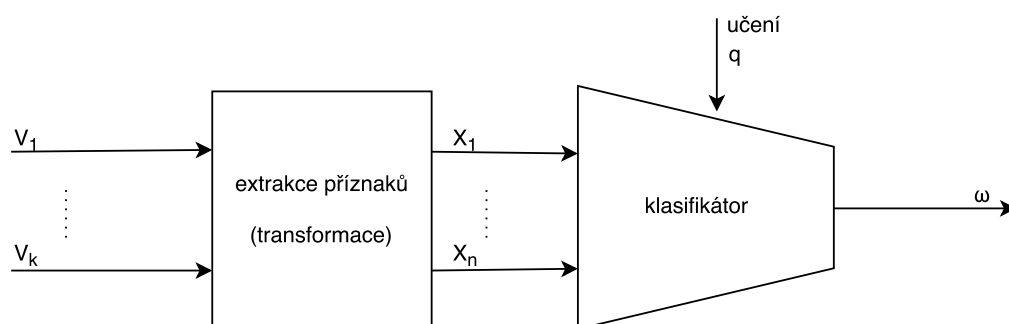 učení
q
V₁
X₁
extrakce příznaků
(transformace)
klasifikátor
ω
Vₖ
Xₙ